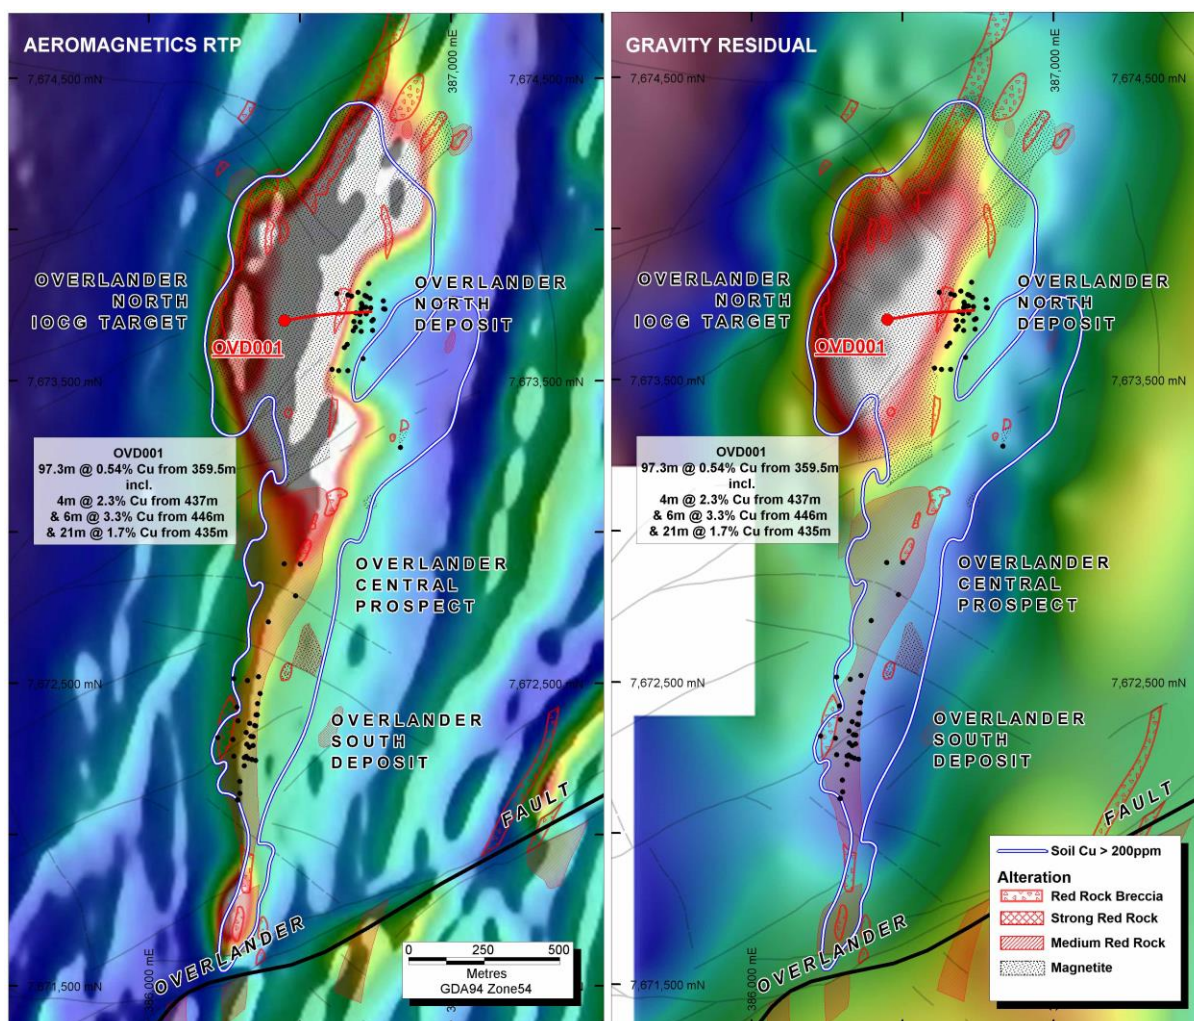 AEROMAGNETICS RTP
7,674,500 mN
387,000 mE
7,674,500 mN
OVERLANDER
NORTH
IOCG TARGET
OVERLANDER
NORTH
DEPOSIT
OVD001
7,673,500 mN
7,673,500 mN
OVD001
97.3m @ 0.54% Cu from 359.5m
incl.
4m @ 2.3% Cu from 437m
& 6m @ 3.3% Cu from 446m
& 21m @ 1.7% Cu from 435m
OVERLANDER
CENTRAL
PROSPECT
7,672,500 mN
7,672,500 mN
OVERLANDER
SOUTH
DEPOSIT
OVERLANDER FAULT
0 250 500
Metres
GDA94 Zone54
7,671,500 mN
386,000 mE
GRAVITY RESIDUAL
7,674,500 mN
387,000 mE
7,674,500 mN
OVERLANDER
NORTH
IOCG TARGET
OVERLANDER
NORTH
DEPOSIT
OVD001
7,673,500 mN
7,673,500 mN
OVD001
97.3m @ 0.54% Cu from 359.5m
incl.
4m @ 2.3% Cu from 437m
& 6m @ 3.3% Cu from 446m
& 21m @ 1.7% Cu from 435m
OVERLANDER
CENTRAL
PROSPECT
7,672,500 mN
7,672,500 mN
OVERLANDER
SOUTH
DEPOSIT
OVERLANDER FAULT
7,671,500 mN
386,000 mE
Soil Cu > 200ppm
Alteration
Red Rock Breccia
Strong Red Rock
Medium Red Rock
Magnetite